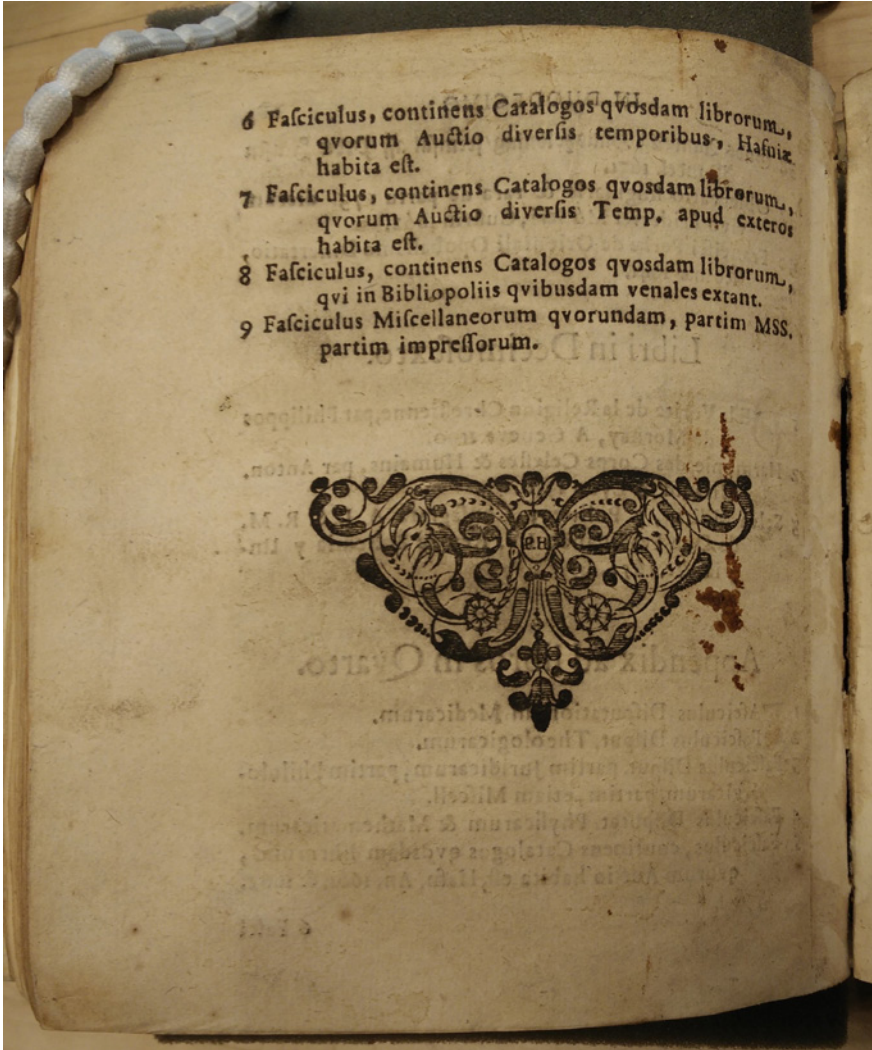 6 Faſciculus, continens Catalogos qvosdam librorum,
qvorum Auctio diverſis temporibus, Hafniæ
habita eſt.
7 Faſciculus, continens Catalogos qvosdam librorum,
qvorum Auctio diverſis Temp. apud exteros
habita eſt.
8 Faſciculus, continens Catalogos qvosdam librorum,
qvi in Bibliopoliis qvibusdam venales extant.
9 Faſciculus Miſcellaneorum qvorundam, partim MSS.
partim impreſſorum.
P.H